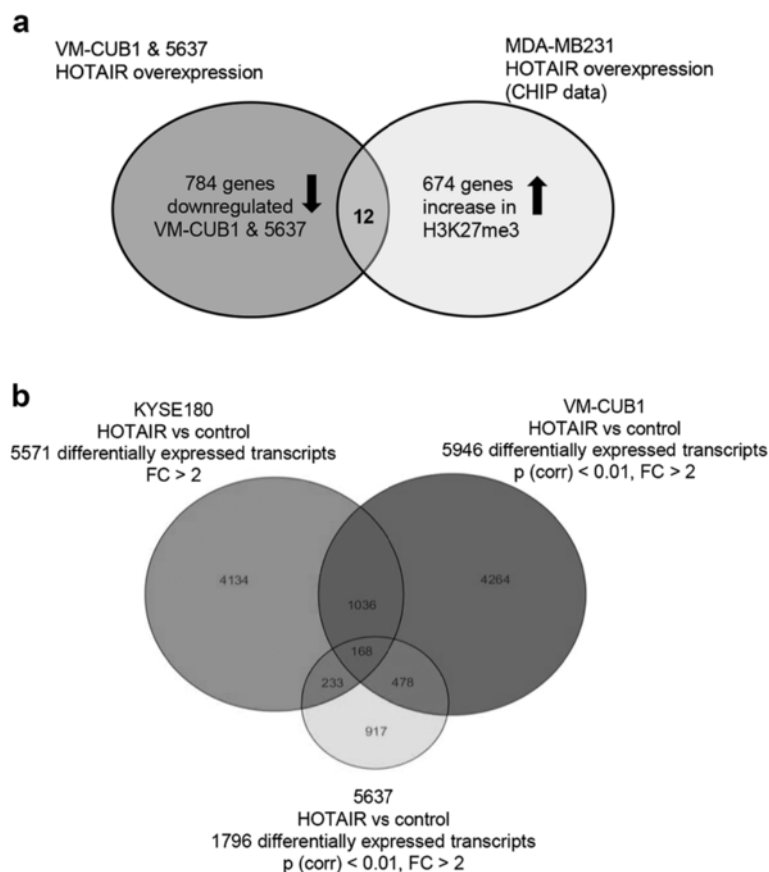 a
VM-CUB1 & 5637
HOTAIR overexpression
MDA-MB231
HOTAIR overexpression
(CHIP data)
784 genes
downregulated
VM-CUB1 & 5637
12
674 genes
increase in
H3K27me3
b
KYSE180
HOTAIR vs control
5571 differentially expressed transcripts
FC > 2
VM-CUB1
HOTAIR vs control
5946 differentially expressed transcripts
p (corr) < 0.01, FC > 2
4134
1036
4264
168
233
478
917
5637
HOTAIR vs control
1796 differentially expressed transcripts
p (corr) < 0.01, FC > 2